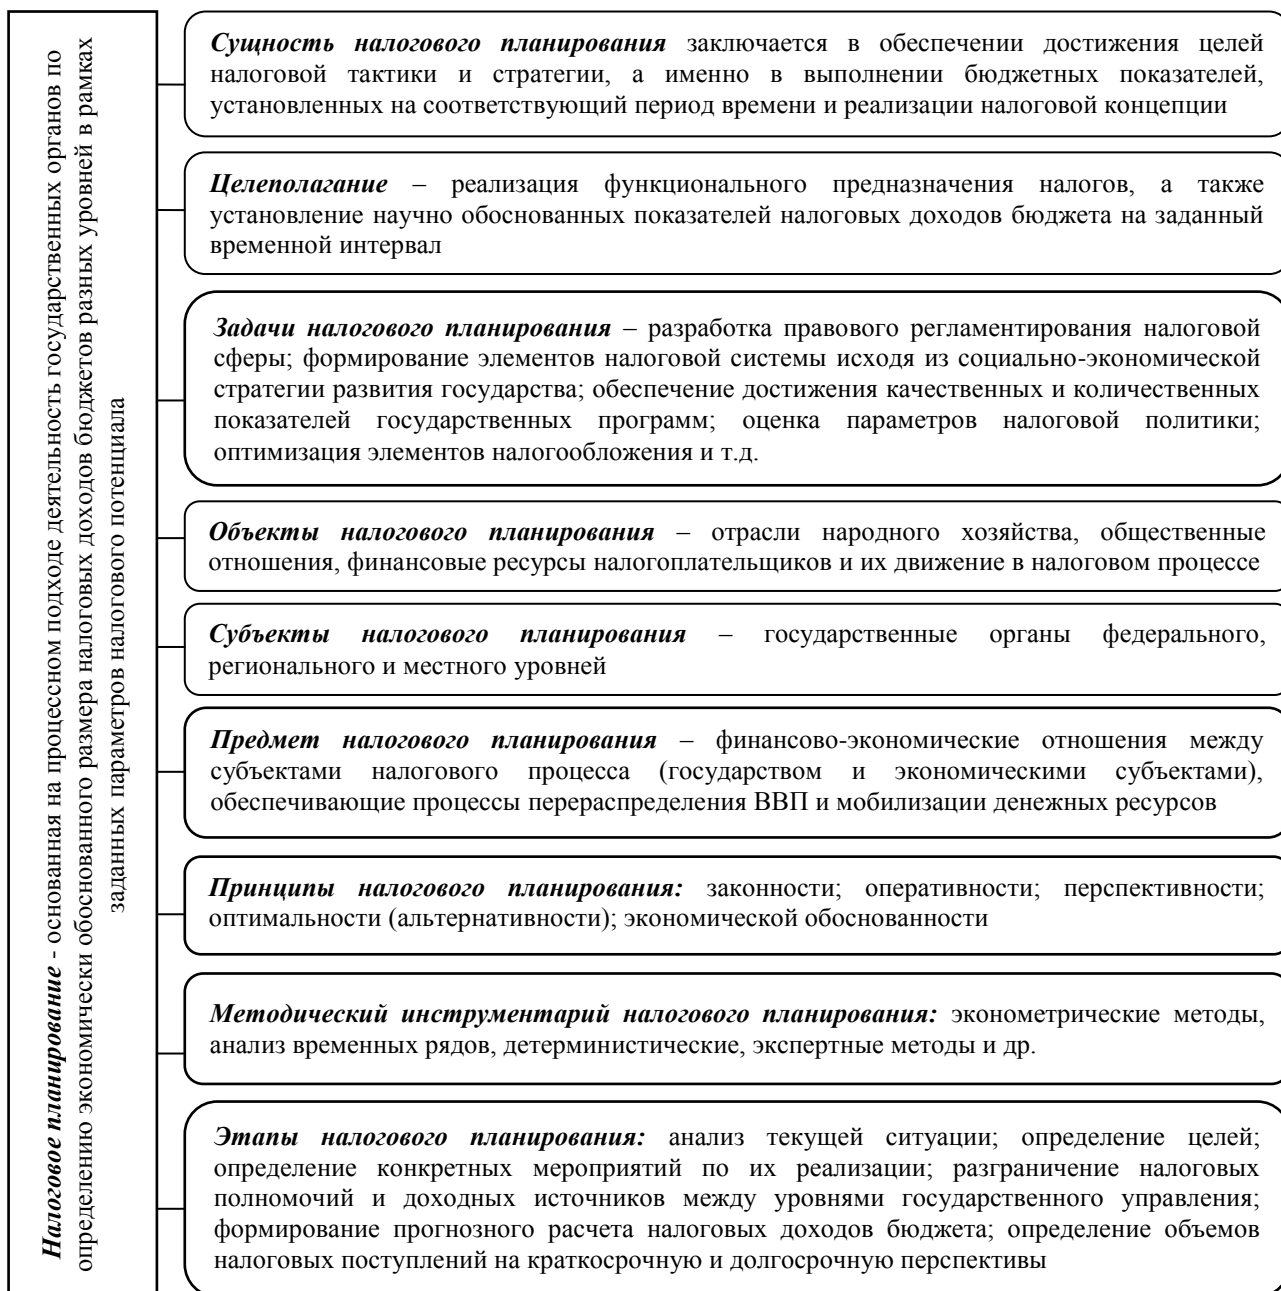 Налоговое планирование - основанная на процессном подходе деятельность государственных органов по
определению экономически обоснованного размера налоговых доходов бюджетов разных уровней в рамках
заданных параметров налогового потенциала
Сущность налогового планирования заключается в обеспечении достижения целей
налоговой тактики и стратегии, а именно в выполнении бюджетных показателей,
установленных на соответствующий период времени и реализации налоговой концепции
Целеполагание – реализация функционального предназначения налогов, а также
установление научно обоснованных показателей налоговых доходов бюджета на заданный
временной интервал
Задачи налогового планирования – разработка правового регламентирования налоговой
сферы; формирование элементов налоговой системы исходя из социально-экономической
стратегии развития государства; обеспечение достижения качественных и количественных
показателей государственных программ; оценка параметров налоговой политики;
оптимизация элементов налогообложения и т.д.
Объекты налогового планирования – отрасли народного хозяйства, общественные
отношения, финансовые ресурсы налогоплательщиков и их движение в налоговом процессе
Субъекты налогового планирования – государственные органы федерального,
регионального и местного уровней
Предмет налогового планирования – финансово-экономические отношения между
субъектами налогового процесса (государством и экономическими субъектами),
обеспечивающие процессы перераспределения ВВП и мобилизации денежных ресурсов
Принципы налогового планирования: законности; оперативности; перспективности;
оптимальности (альтернативности); экономической обоснованности
Методический инструментарий налогового планирования: эконометрические методы,
анализ временных рядов, детерминистические, экспертные методы и др.
Этапы налогового планирования: анализ текущей ситуации; определение целей;
определение конкретных мероприятий по их реализации; разграничение налоговых
полномочий и доходных источников между уровнями государственного управления;
формирование прогнозного расчета налоговых доходов бюджета; определение объемов
налоговых поступлений на краткосрочную и долгосрочную перспективы